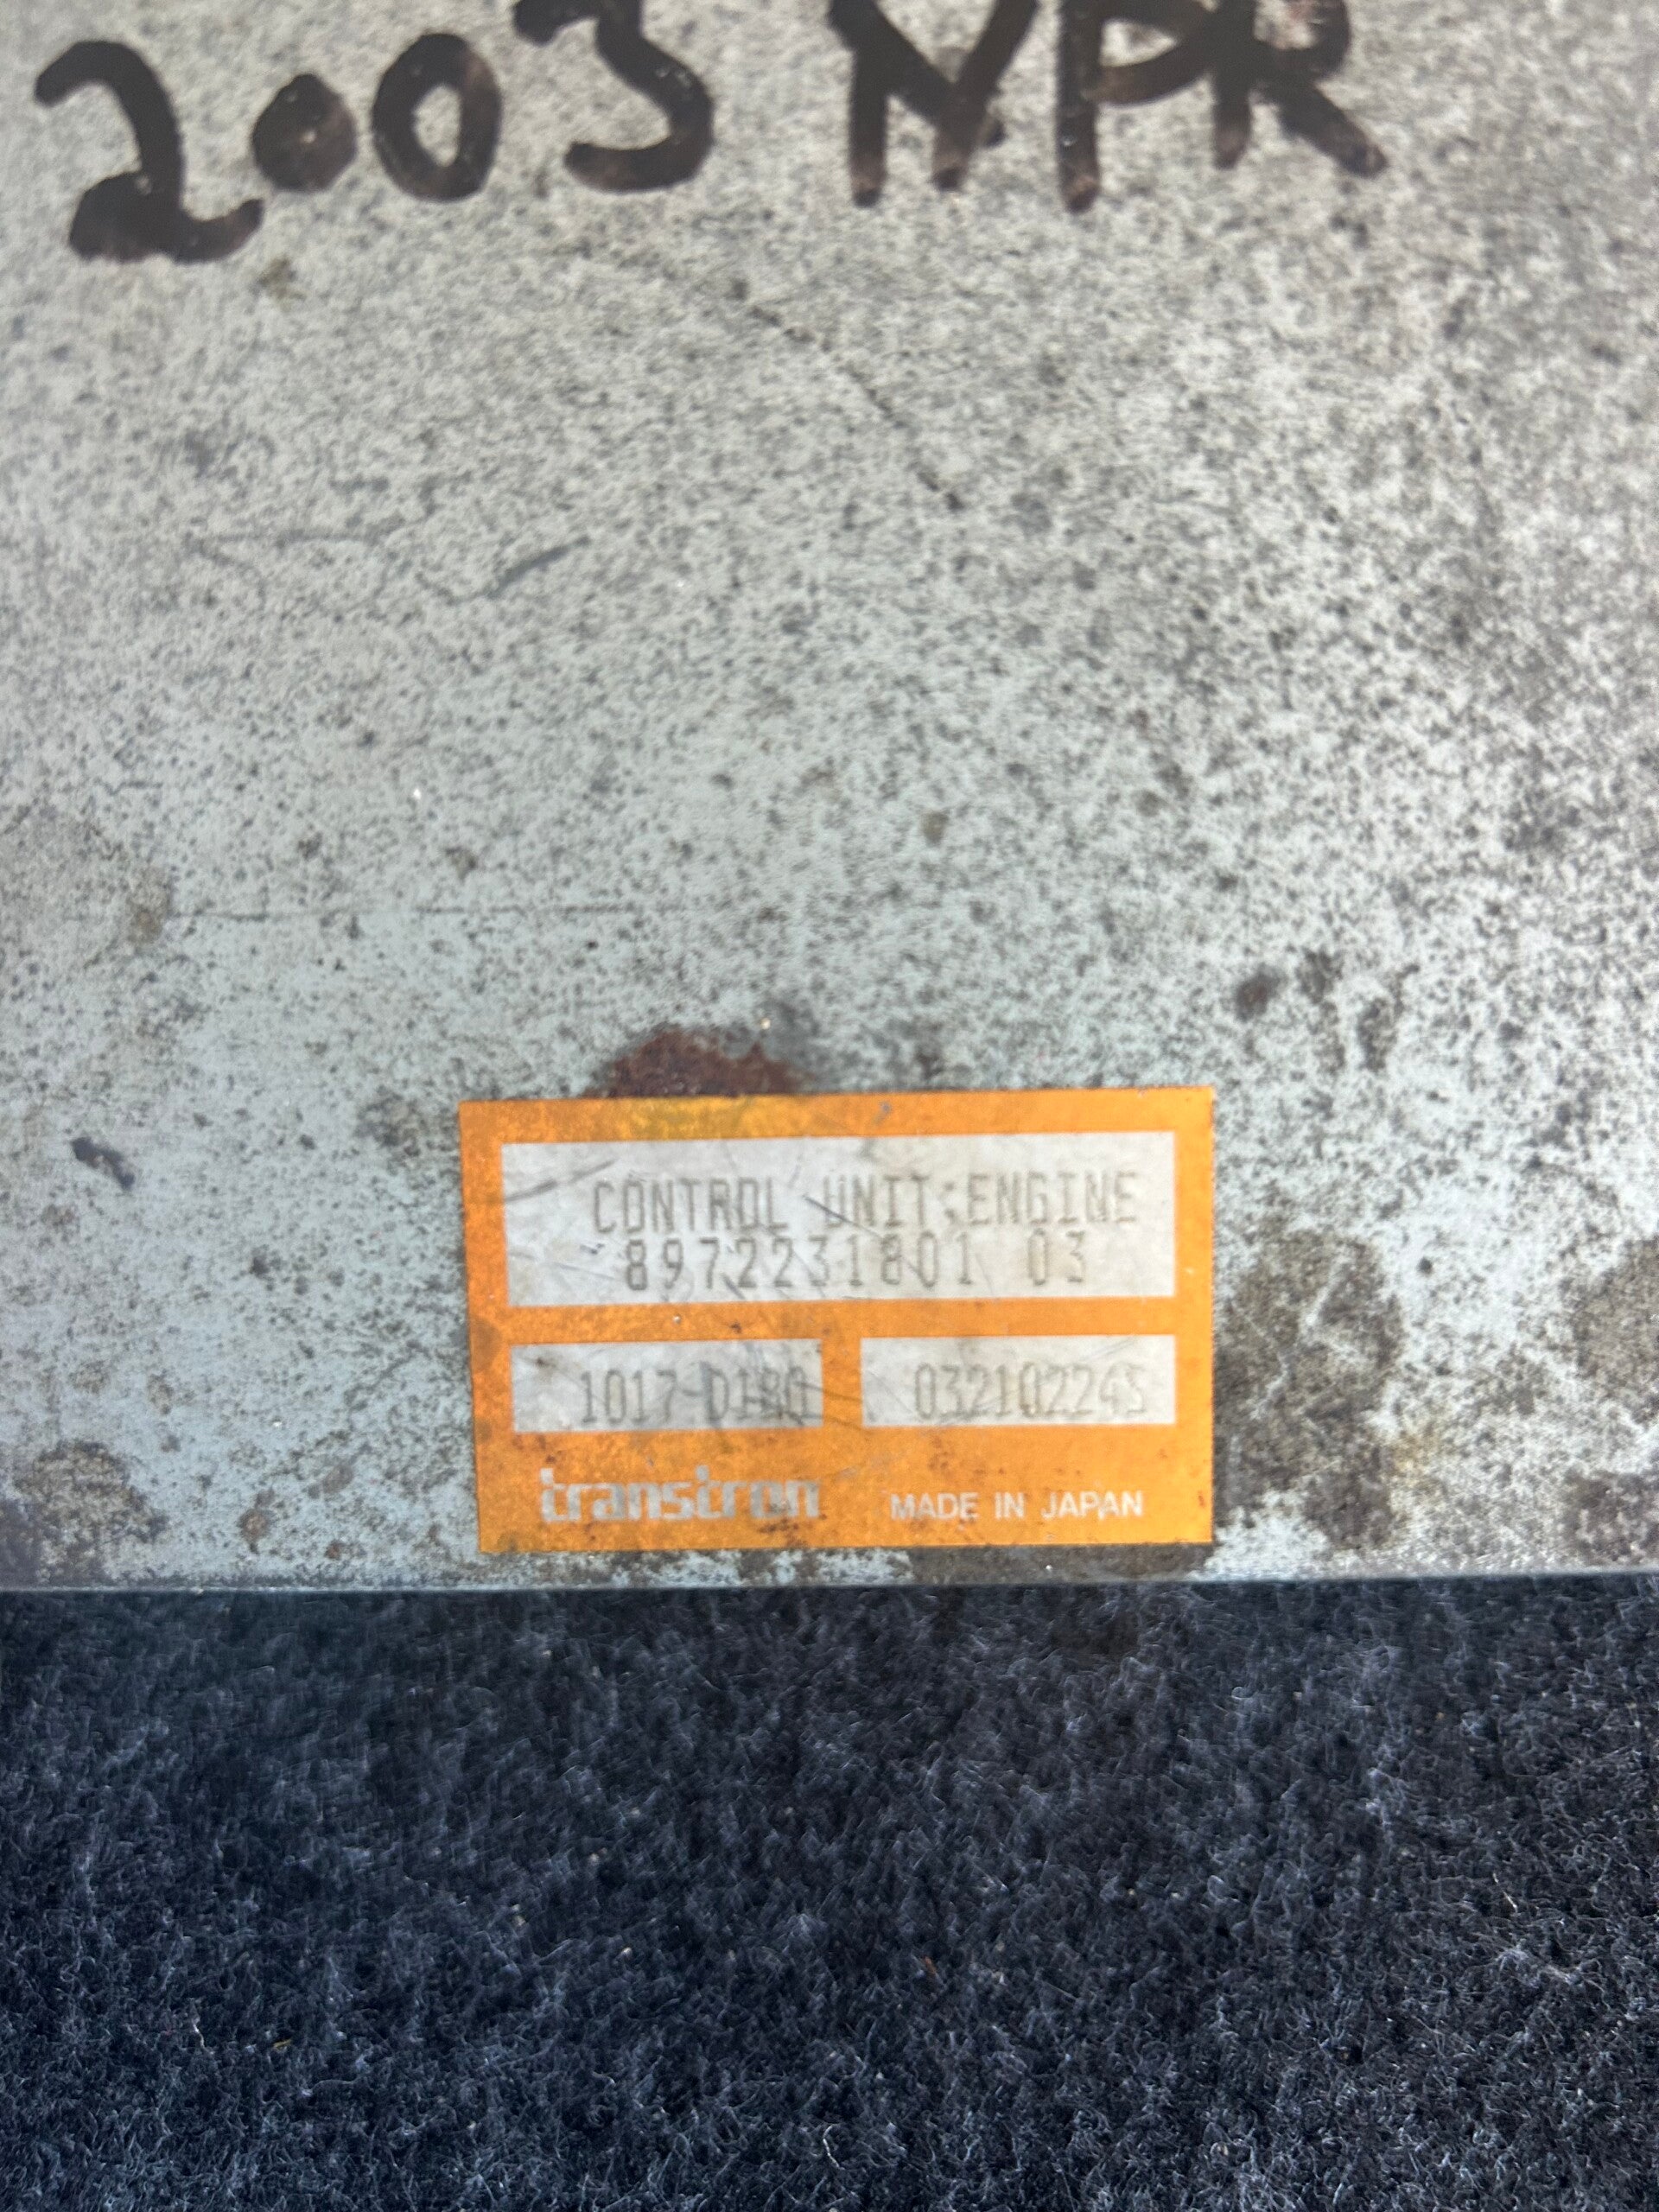 2003 NPR
CONTROL UNIT;ENGINE
8972231801 03
1017-D180 032102245
transtron MADE IN JAPAN